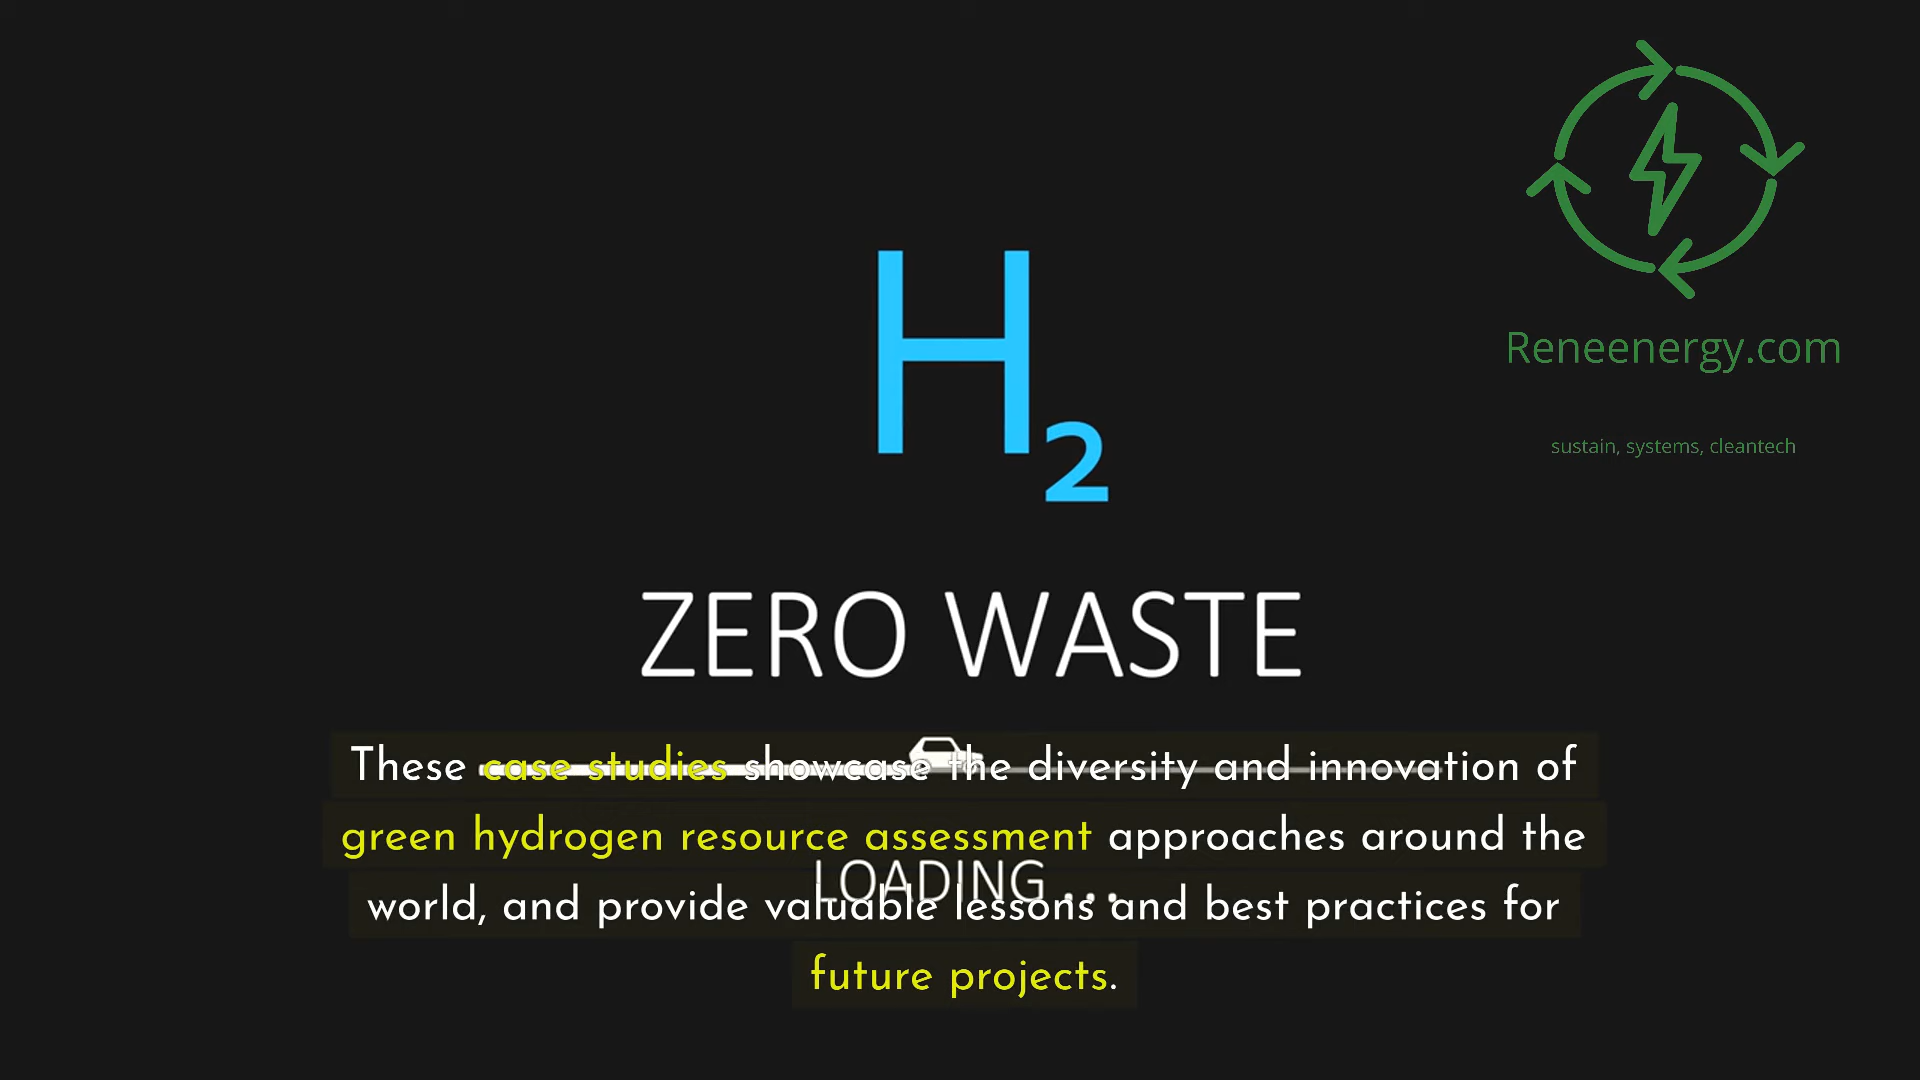 Reneenergy.com
sustain, systems, cleantech
H₂
ZERO WASTE
These case studies showcase the diversity and innovation of
green hydrogen resource assessment approaches around the
LOADING ...
world, and provide valuable lessons and best practices for
future projects.